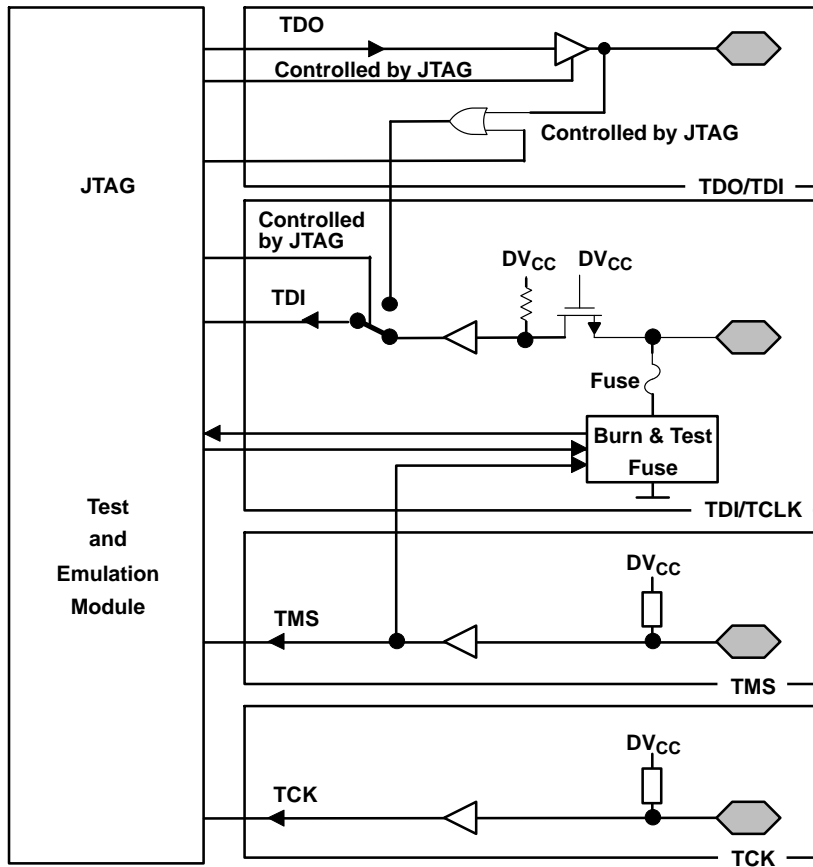 TDO
Controlled by JTAG
Controlled by JTAG
TDO/TDI
JTAG
Controlled
by JTAG
TDI
DVCC
DVCC
Fuse
Burn & Test
Fuse
TDI/TCLK
Test
and
Emulation
Module
DVCC
TMS
TMS
DVCC
TCK
TCK